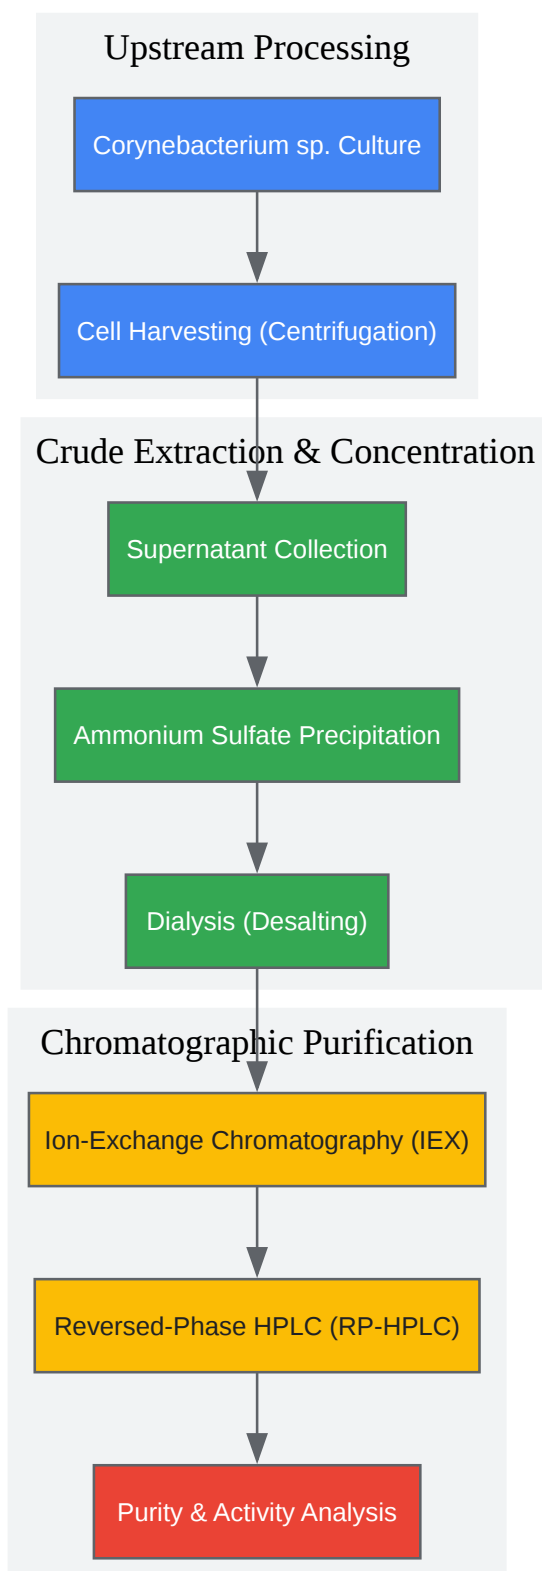 Upstream Processing
Corynebacterium sp. Culture
Cell Harvesting (Centrifugation)
Crude Extraction & Concentration
Supernatant Collection
Ammonium Sulfate Precipitation
Dialysis (Desalting)
Chromatographic Purification
Ion-Exchange Chromatography (IEX)
Reversed-Phase HPLC (RP-HPLC)
Purity & Activity Analysis